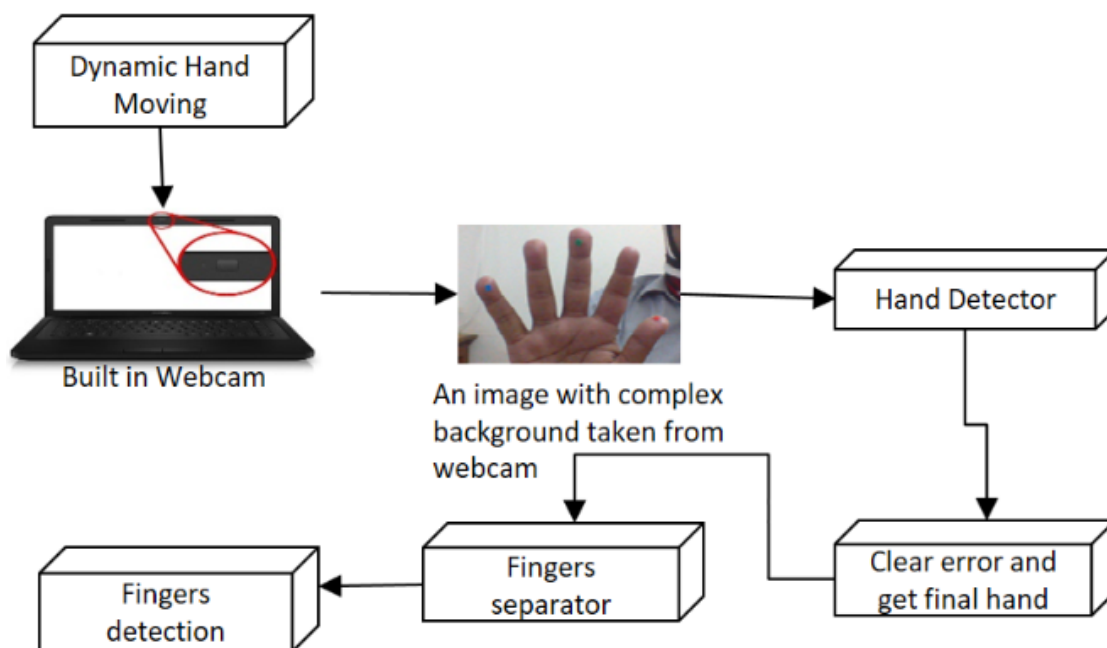 Dynamic Hand
Moving
Built in Webcam
An image with complex
background taken from
webcam
Hand Detector
Clear error and
get final hand
Fingers
separator
Fingers
detection